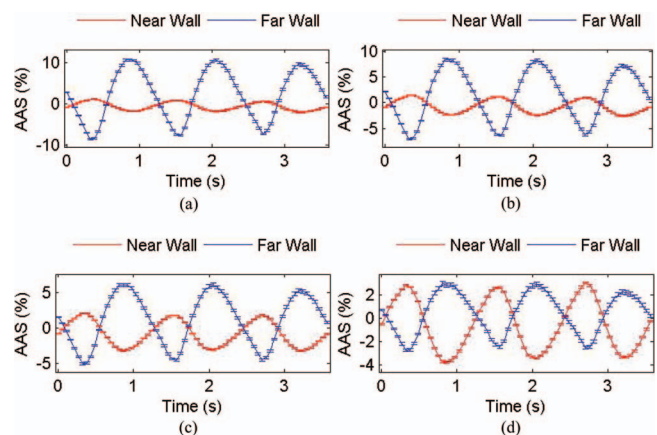 Near Wall Far Wall
AAS (%)
10
0
-10
0 1 2 3
Time (s)
(a)
Near Wall Far Wall
AAS (%)
10
5
0
-5
0 1 2 3
Time (s)
(b)
Near Wall Far Wall
AAS (%)
5
0
-5
0 1 2 3
Time (s)
(c)
Near Wall Far Wall
AAS (%)
2
0
-2
-4
0 1 2 3
Time (s)
(d)